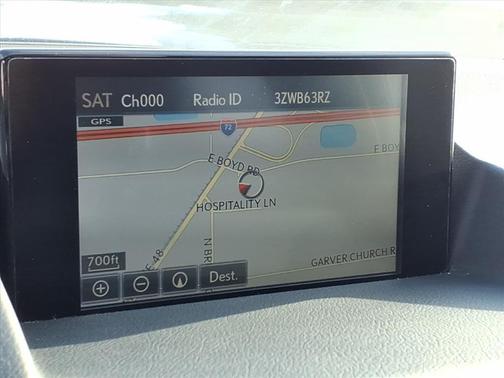 SAT Ch000 Radio ID 3ZWB63RZ
GPS
72
E BOYD RD
E BOY
HOSPITALITY LN
N BR
E 48
GARVER CHURCH R
700ft
Dest.